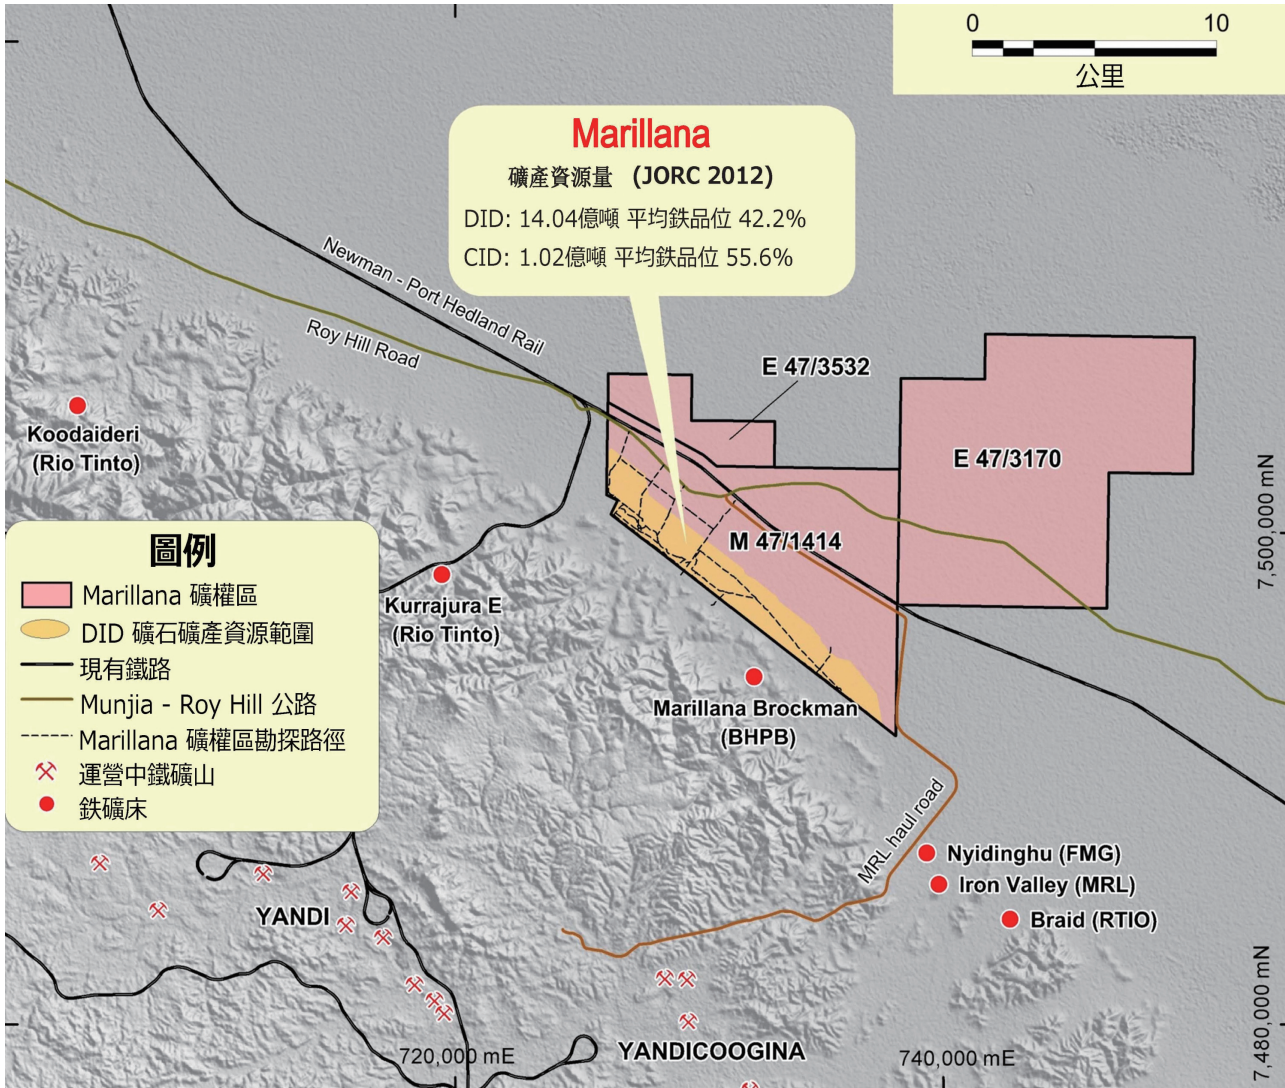 0 10
公里
Marillana
礦產資源量 (JORC 2012)
DID: 14.04億噸 平均鉄品位 42.2%
CID: 1.02億噸 平均鉄品位 55.6%
Newman - Port Hedland Rail
Roy Hill Road
E 47/3532
E 47/3170
M 47/1414
Koodaideri
(Rio Tinto)
Kurrajura E
(Rio Tinto)
Marillana Brockman
(BHPB)
7,500,000 mN
圖例
Marillana 礦權區
DID 礦石礦產資源範圍
現有鐵路
Munjia - Roy Hill 公路
Marillana 礦權區勘探路徑
運營中鐵礦山
鉄礦床
MRL haul road
Nyidinghu (FMG)
Iron Valley (MRL)
Braid (RTIO)
YANDI
YANDICOOGINA
720,000 mE
740,000 mE
7,480,000 mN